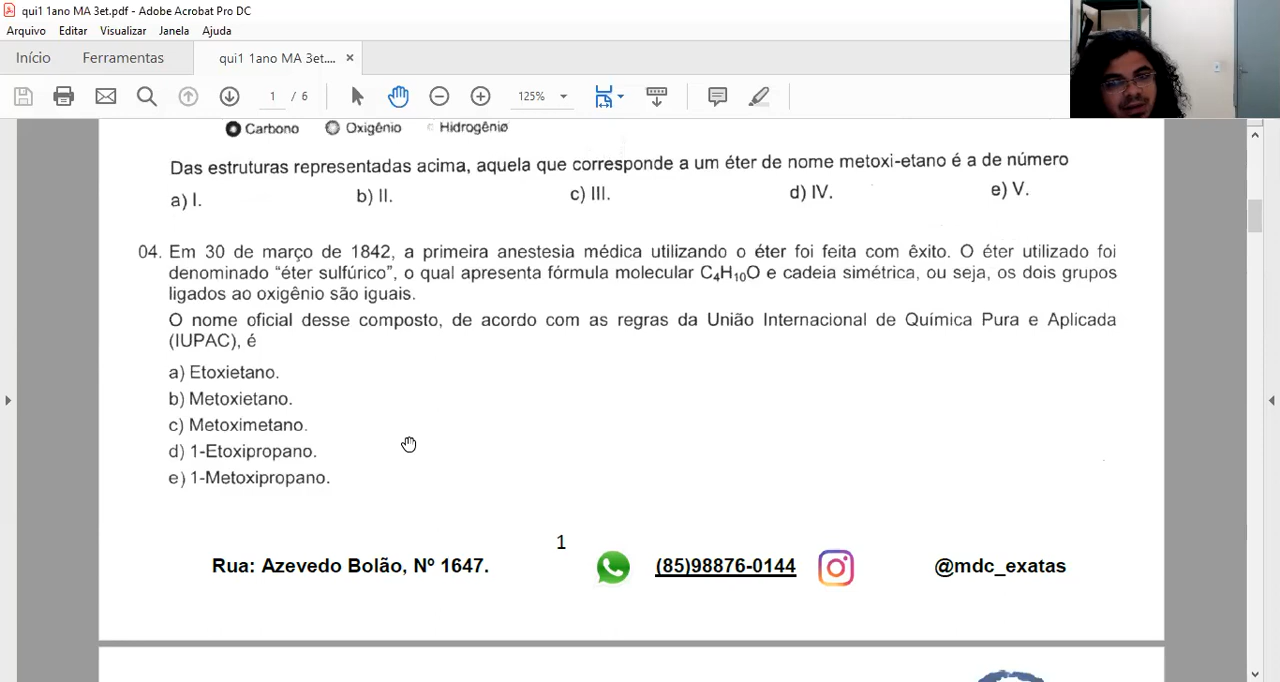 qui1 1ano MA 3et.pdf - Adobe Acrobat Pro DC
Arquivo Editar Visualizar Janela Ajuda
Início Ferramentas qui1 1ano MA 3et.... ×
1 / 6 125%
Carbono Oxigênio Hidrogênio
Das estruturas representadas acima, aquela que corresponde a um éter de nome metoxi-etano é a de número
a) I. b) II. c) III. d) IV. e) V.
04. Em 30 de março de 1842, a primeira anestesia médica utilizando o éter foi feita com êxito. O éter utilizado foi
denominado “éter sulfúrico”, o qual apresenta fórmula molecular C₄H₁₀O e cadeia simétrica, ou seja, os dois grupos
ligados ao oxigênio são iguais.
O nome oficial desse composto, de acordo com as regras da União Internacional de Química Pura e Aplicada
(IUPAC), é
a) Etoxietano.
b) Metoxietano.
c) Metoximetano.
d) 1-Etoxipropano.
e) 1-Metoxipropano.
1
Rua: Azevedo Bolão, Nº 1647. (85)98876-0144 @mdc_exatas